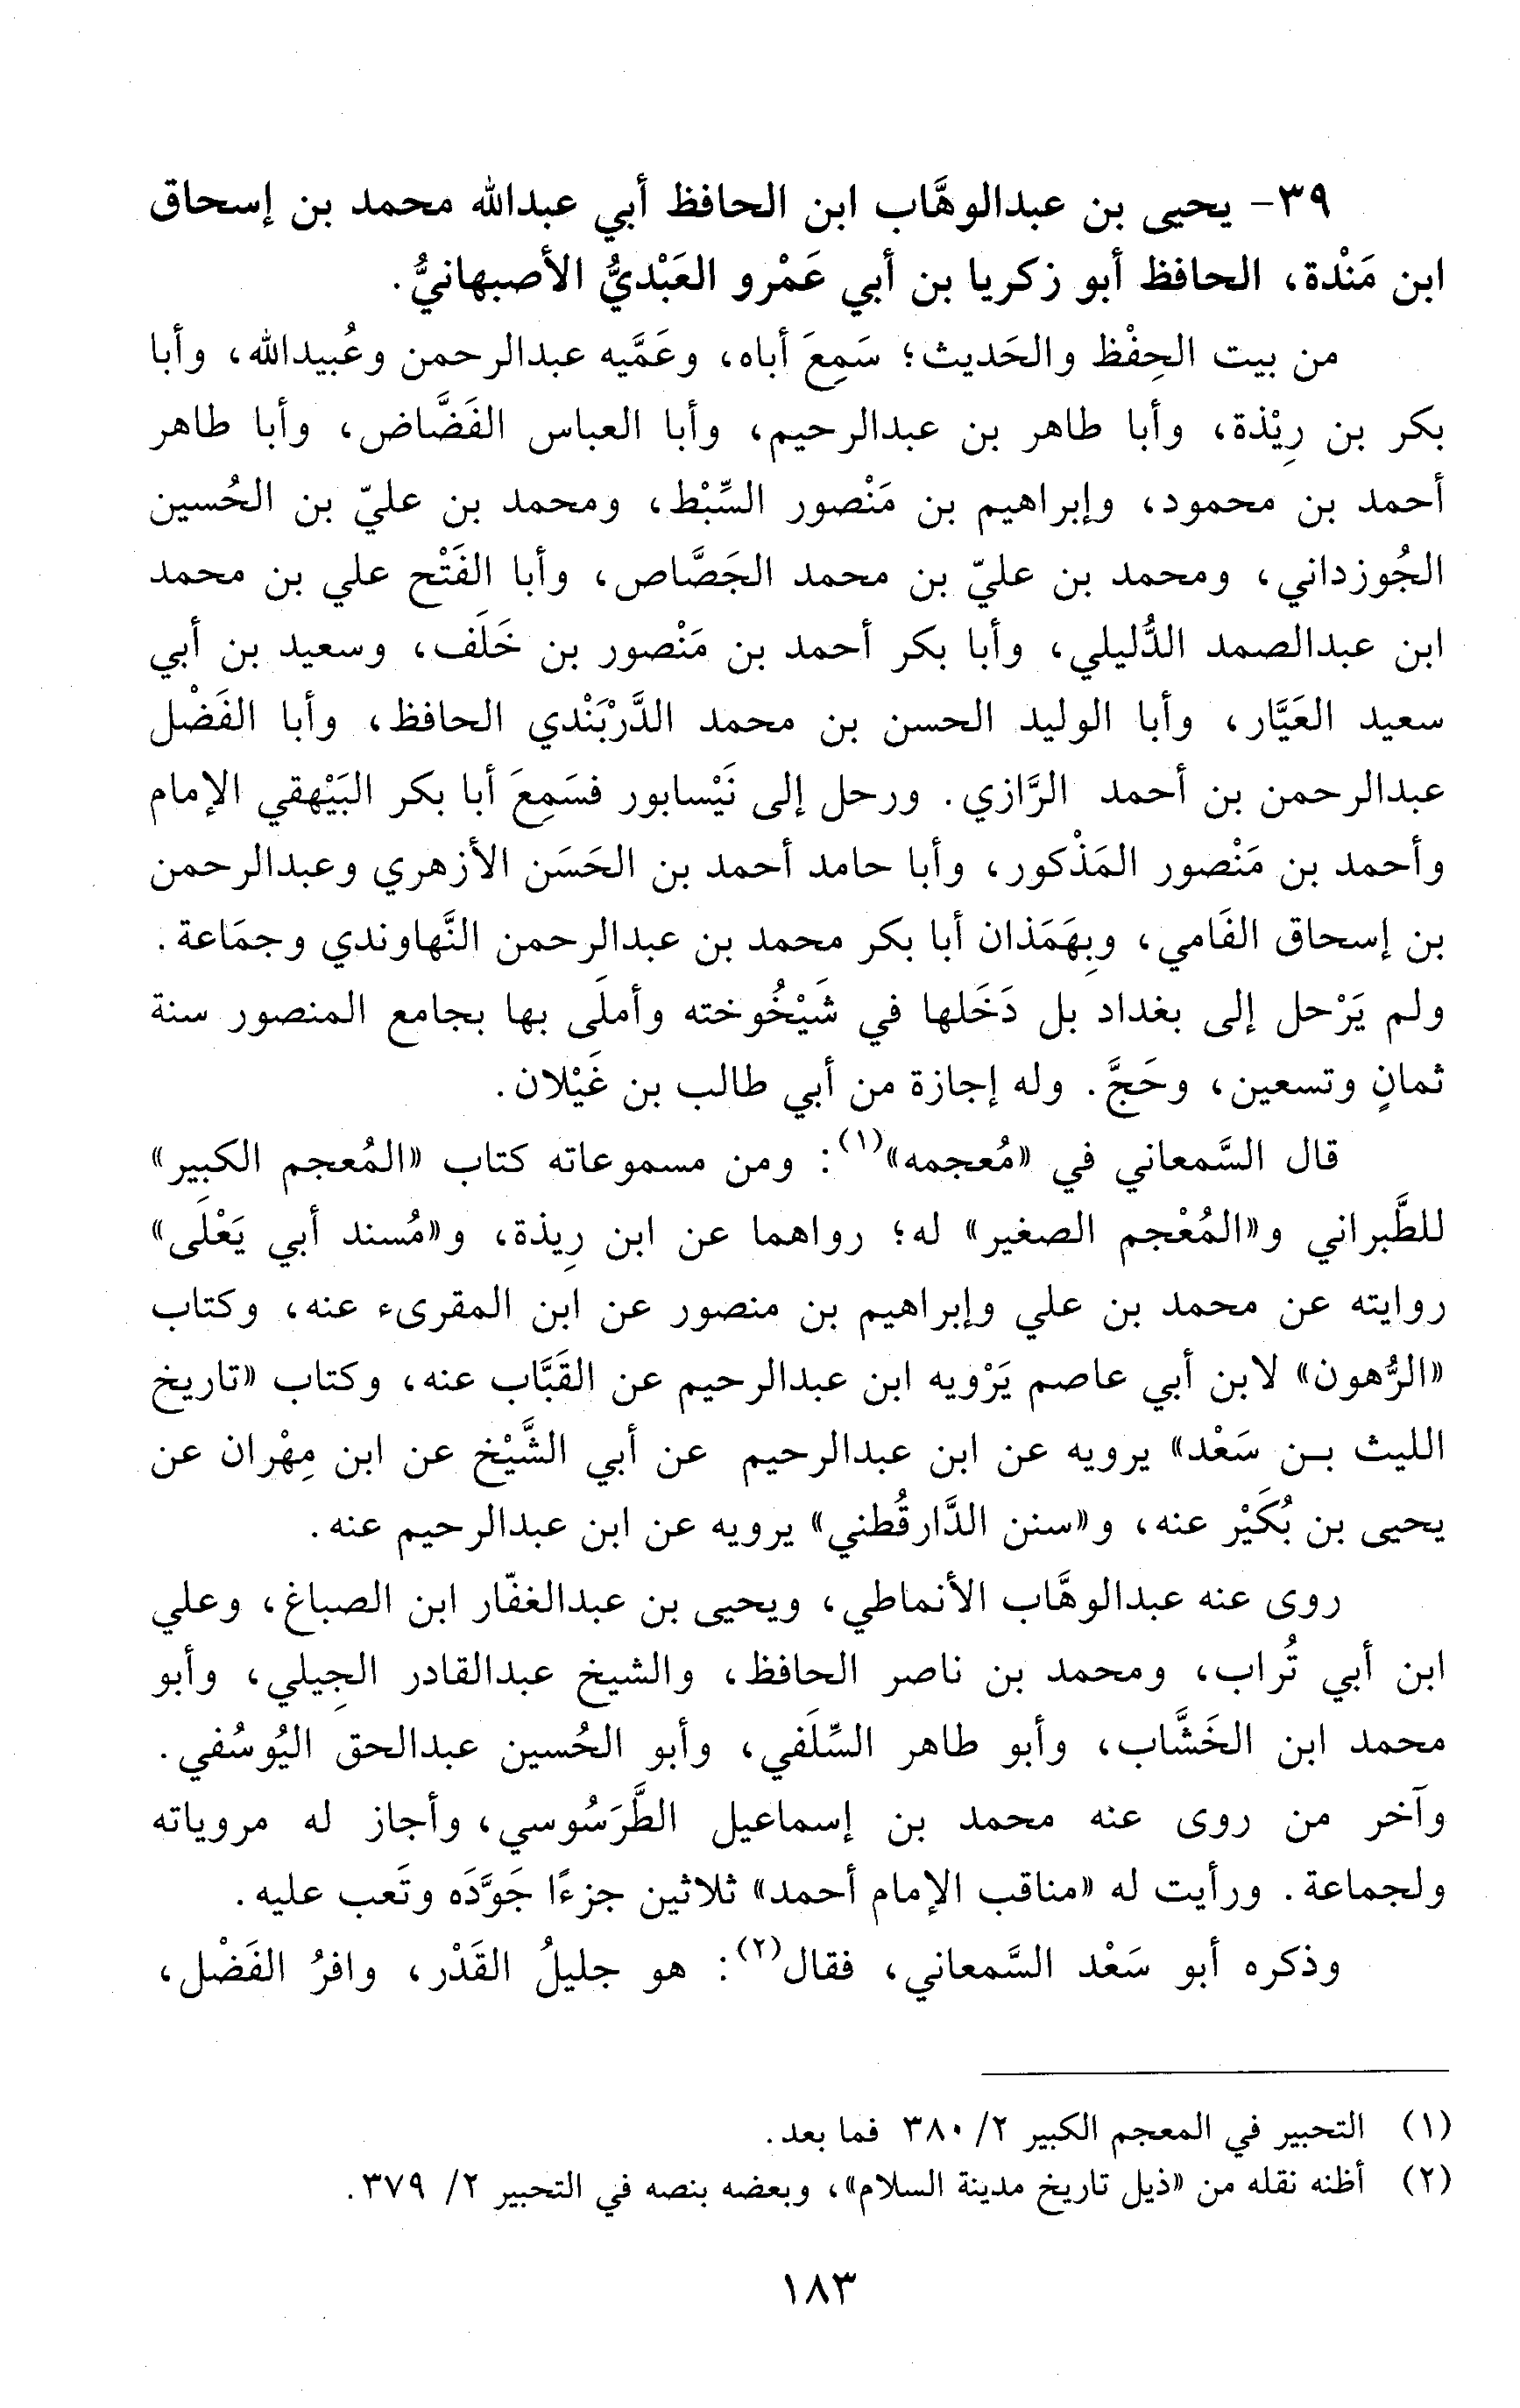 ٣٩- يحيى بن عبدالوهَّاب ابن الحافظ أبي عبدالله محمد بن إسحاق
ابن مَنْدة، الحافظ أبو زكريا بن أبي عَمْرو العَبْديُّ الأصبهانيُّ.
من بيت الحِفْظ والحَديث؛ سَمِعَ أباه، وعَمَّيه عبدالرحمن وعُبيدالله، وأبا
بكر بن رِيْذة، وأبا طاهر بن عبدالرحيم، وأبا العباس الفَضَّاض، وأبا طاهر
أحمد بن محمود، وإبراهيم بن مَنْصور السِّبْط، ومحمد بن عليّ بن الحُسين
الجُوزداني، ومحمد بن عليّ بن محمد الجَصَّاص، وأبا الفَتْح علي بن محمد
ابن عبدالصمد الدُّليلي، وأبا بكر أحمد بن مَنْصور بن خَلَف، وسعيد بن أبي
سعيد العَيَّار، وأبا الوليد الحسن بن محمد الدَّرْبَنْدي الحافظ، وأبا الفَضْل
عبدالرحمن بن أحمد الرَّازي. ورحل إلى نَيْسابور فسَمِعَ أبا بكر البَيْهقي الإمام
وأحمد بن مَنْصور المَذْكور، وأبا حامد أحمد بن الحَسَن الأزهري وعبدالرحمن
بن إسحاق الفَامي، وبِهَمَذان أبا بكر محمد بن عبدالرحمن النَّهاوندي وجمَاعة.
ولم يَرْحل إلى بغداد بل دَخَلها في شَيْخُوخته وأملَى بها بجامع المنصور سنة
ثمانٍ وتسعين، وحَجَّ. وله إجازة من أبي طالب بن غَيْلان.
قال السَّمعاني في «مُعجمه»(١): ومن مسموعاته كتاب «المُعجم الكبير»
للطَّبراني و«المُعْجم الصغير» له؛ رواهما عن ابن رِيذة، و«مُسند أبي يَعْلَى»
روايته عن محمد بن علي وإبراهيم بن منصور عن ابن المقرىء عنه، وكتاب
«الرُّهون» لابن أبي عاصم يَرْويه ابن عبدالرحيم عن القَبَّاب عنه، وكتاب «تاريخ
الليث بـن سَعْد» يرويه عن ابن عبدالرحيم عن أبي الشَّيْخ عن ابن مِهْران عن
يحيى بن بُكَيْر عنه، و«سنن الدَّارقُطني» يرويه عن ابن عبدالرحيم عنه.
روى عنه عبدالوهَّاب الأنماطي، ويحيى بن عبدالغفّار ابن الصباغ، وعلي
ابن أبي تُراب، ومحمد بن ناصر الحافظ، والشيخ عبدالقادر الجِيلي، وأبو
محمد ابن الخَشَّاب، وأبو طاهر السِّلَفي، وأبو الحُسين عبدالحق اليُوسُفي.
وآخر من روى عنه محمد بن إسماعيل الطَّرَسُوسي، وأجاز له مروياته
ولجماعة. ورأيت له «مناقب الإمام أحمد» ثلاثين جزءًا جَوَّدَه وتَعب عليه.
وذكره أبو سَعْد السَّمعاني، فقال(٢): هو جليلُ القَدْر، وافرُ الفَضْل،
(١) التحبير في المعجم الكبير ٢/ ٣٨٠ فما بعد.
(٢) أظنه نقله من «ذيل تاريخ مدينة السلام»، وبعضه بنصه في التحبير ٢/ ٣٧٩.
١٨٣